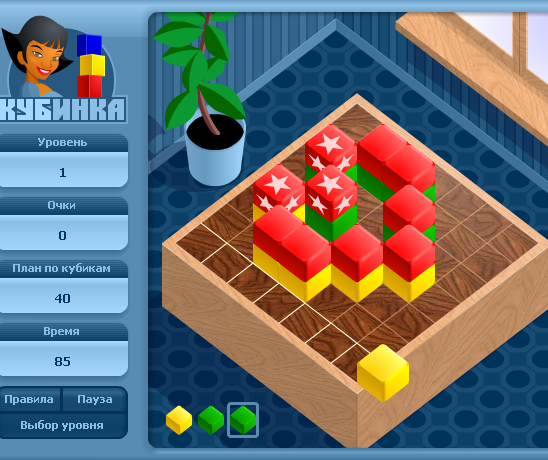 КУБИНКА
Уровень
1
Очки
0
План по кубикам
40
Время
85
Правила
Пауза
Выбор уровня